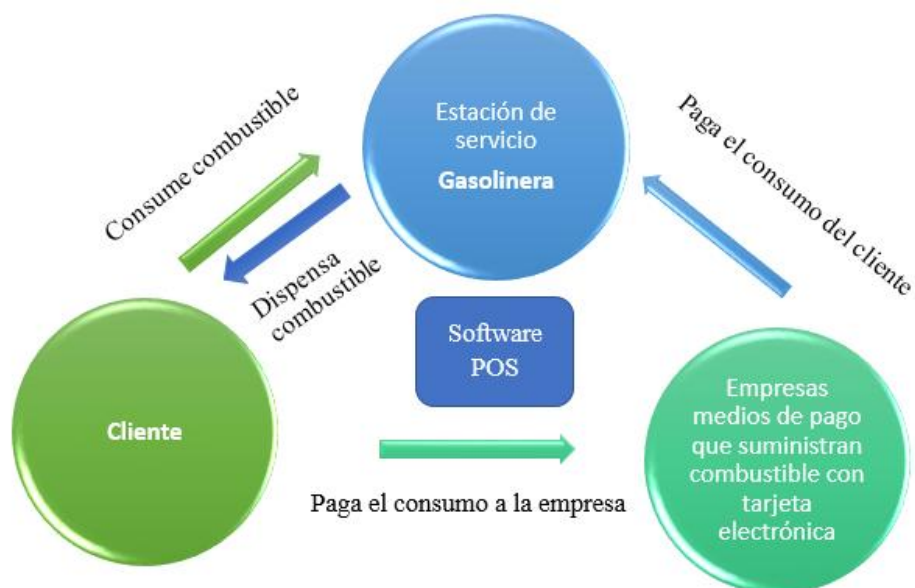 Estación de
servicio
Gasolinera
Consume combustible
Dispensa
combustible
Paga el consumo del cliente
Software
POS
Cliente
Paga el consumo a la empresa
Empresas
medios de pago
que suministran
combustible con
tarjeta
electrónica